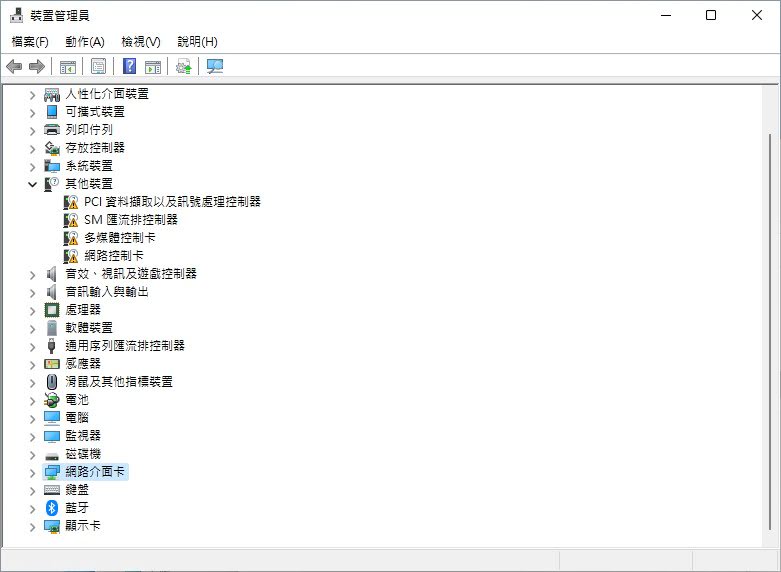 裝置管理員
檔案(F) 動作(A) 檢視(V) 說明(H)
人性化介面裝置
可攜式裝置
列印佇列
存放控制器
系統裝置
其他裝置
PCI 資料擷取以及訊號處理控制器
SM 匯流排控制器
多媒體控制卡
網路控制卡
音效、視訊及遊戲控制器
音訊輸入與輸出
處理器
軟體裝置
通用序列匯流排控制器
感應器
滑鼠及其他指標裝置
電池
電腦
監視器
磁碟機
網路介面卡
鍵盤
藍牙
顯示卡